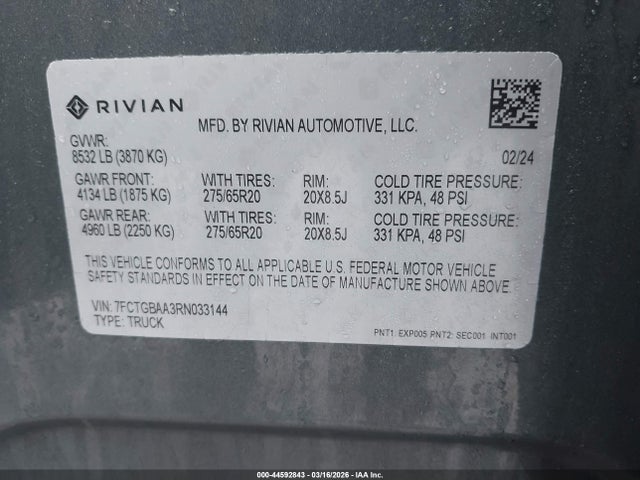 RIVIAN
MFD. BY RIVIAN AUTOMOTIVE, LLC.
GVWR:
8532 LB (3870 KG) 02/24
GAWR FRONT: WITH TIRES: RIM: COLD TIRE PRESSURE:
4134 LB (1875 KG) 275/65R20 20X8.5J 331 KPA, 48 PSI
GAWR REAR: WITH TIRES: RIM: COLD TIRE PRESSURE:
4960 LB (2250 KG) 275/65R20 20X8.5J 331 KPA, 48 PSI
THIS VEHICLE CONFORMS TO ALL APPLICABLE U.S. FEDERAL MOTOR VEHICLE
SAFETY STANDARDS IN EFFECT ON THE DATE OF MANUFACTURE SHOWN ABOVE.
VIN: 7FCTGBAA3RN033144
TYPE: TRUCK
PNT1: EXP005 PNT2: SEC001 INT001
000-44592843 - 03/16/2026 - IAA Inc.